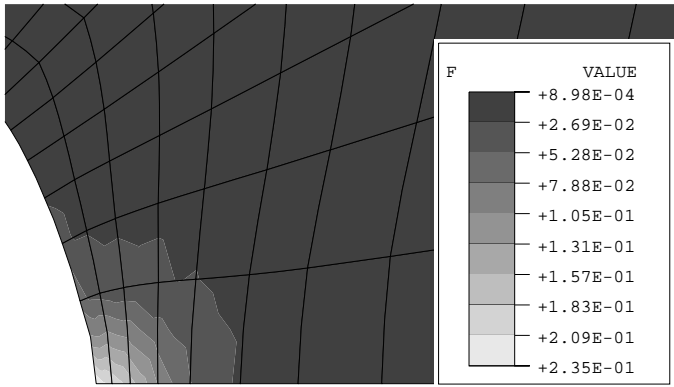 F VALUE
+8.98E-04
+2.69E-02
+5.28E-02
+7.88E-02
+1.05E-01
+1.31E-01
+1.57E-01
+1.83E-01
+2.09E-01
+2.35E-01